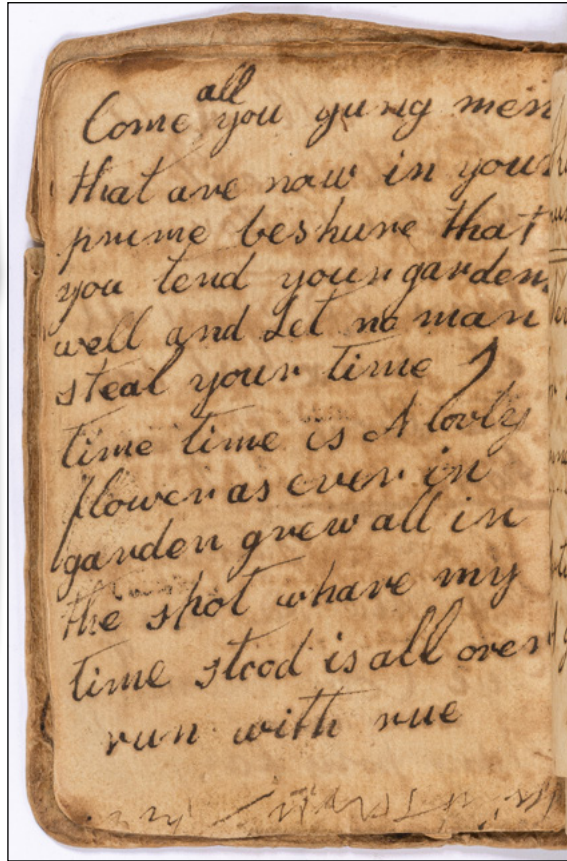 Come all you yung men
that are now in your
prime beshure that
you tend your garden
well and Let no man
steal your time
time time is A lovly
flower as ever in
garden grew all in
the spot whare my
time stood is all over
run with rue